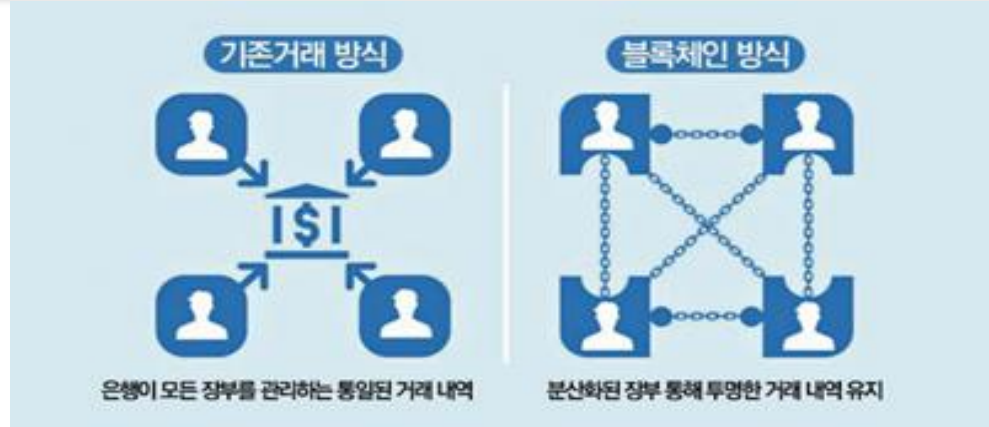 기존거래 방식
블록체인 방식
$
은행이 모든 장부를 관리하는 통일된 거래 내역
분산화된 장부 통해 투명한 거래 내역 유지